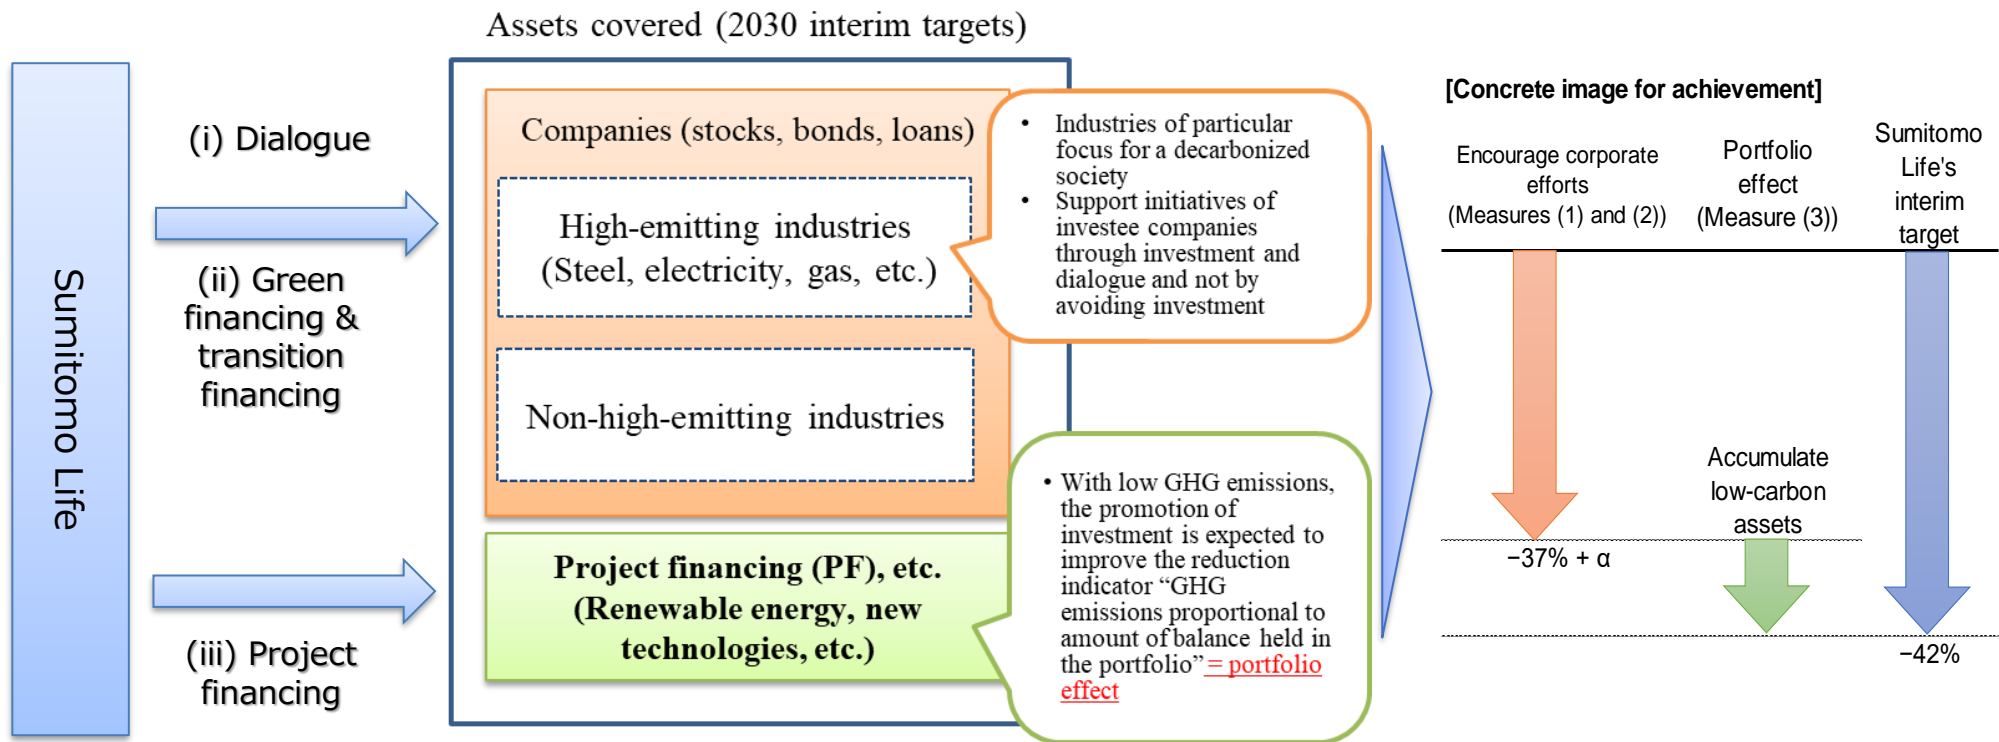 Assets covered (2030 interim targets)
Sumitomo Life
(i) Dialogue
(ii) Green
financing &
transition
financing
(iii) Project
financing
Companies (stocks, bonds, loans)
High-emitting industries
(Steel, electricity, gas, etc.)
Non-high-emitting industries
Project financing (PF), etc.
(Renewable energy, new
technologies, etc.)
• Industries of particular
focus for a decarbonized
society
• Support initiatives of
investee companies
through investment and
dialogue and not by
avoiding investment
• With low GHG emissions,
the promotion of
investment is expected to
improve the reduction
indicator “GHG
emissions proportional to
amount of balance held in
the portfolio” = portfolio
effect
[Concrete image for achievement]
Encourage corporate
efforts
(Measures (1) and (2))
Portfolio
effect
(Measure (3))
Sumitomo
Life's
interim
target
Accumulate
low-carbon
assets
−37% + α
−42%